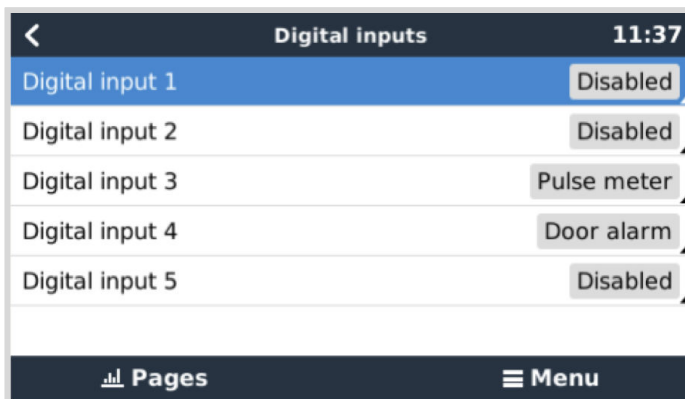 Digital inputs 11:37
Digital input 1 Disabled
Digital input 2 Disabled
Digital input 3 Pulse meter
Digital input 4 Door alarm
Digital input 5 Disabled
Pages Menu